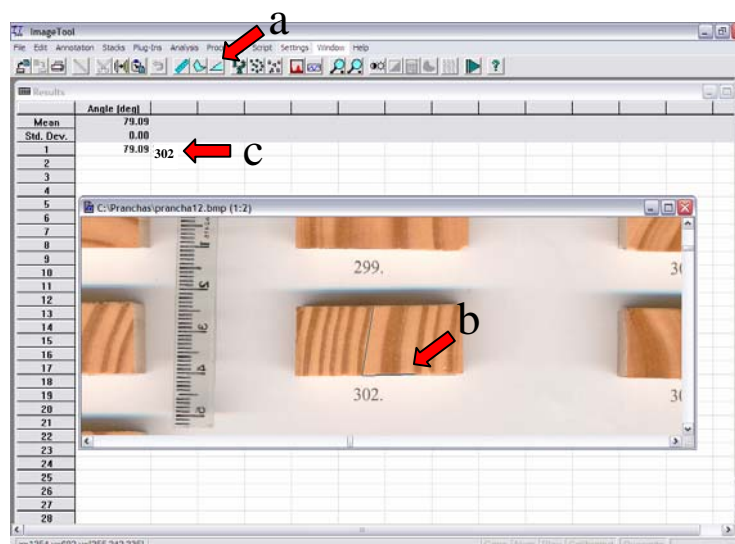 a
ImageTool
File Edit Annotation Stacks Plug-Ins Analysis Script Settings Window Help
Results
Angle (deg)
Mean 79.09
Std. Dev. 0.00
1 79.09 302 c
2
3
4
5
6
7
8
9
10
11
12
13
14
15
16
17
18
19
20
21
22
23
24
25
26
27
28
C:\Pranchas\prancha12.bmp (1:2)
299.
b
302.